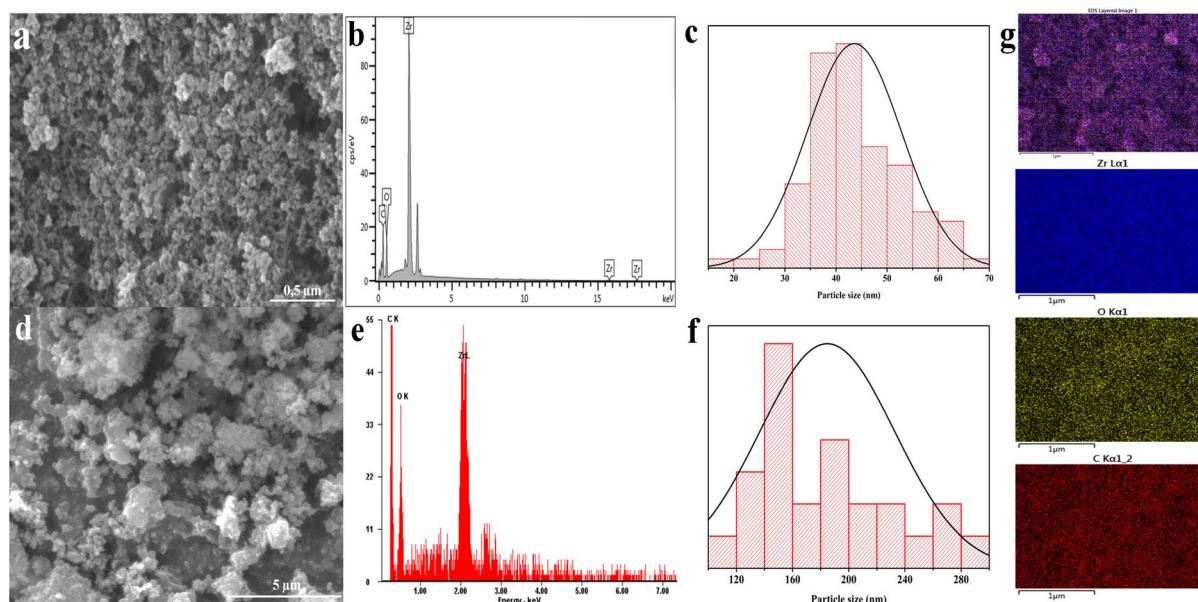 a
0.5 µm
b
cps/eV
80
60
40
20
0
Zr
O
C
Zr
Zr
0
5
10
15
keV
c
20
30
40
50
60
70
Particle size (nm)
g
EDS Layered Image 1
1µm
Zr Lα1
1µm
O Kα1
1µm
C Kα1_2
1µm
d
5 µm
e
55
44
33
22
11
0
C K
O K
ZrL
1.00
2.00
3.00
4.00
5.00
6.00
7.00
Energy - keV
f
120
160
200
240
280
Particle size (nm)